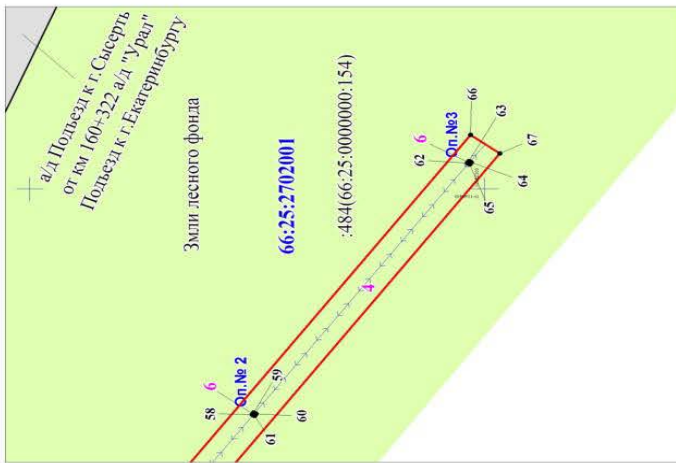 а/д Подъезд к г.Сысерть
от км 160+322 а/д "Урал"
Подъезд к г.Екатеринбургу
Змли лесного фонда
66:25:2702001
:484(66:25:0000000:154)
66
63
6
Оп.№3
62
67
64
65
4
6
Оп.№ 2
58
59
60
61